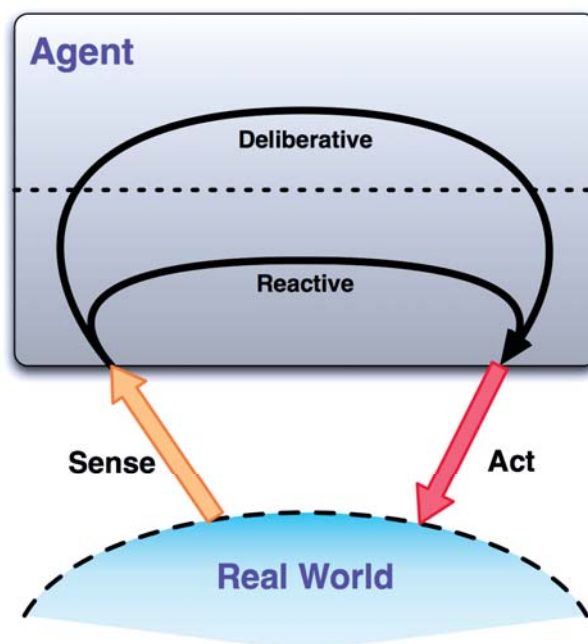 Agent
Deliberative
Reactive
Sense
Act
Real World